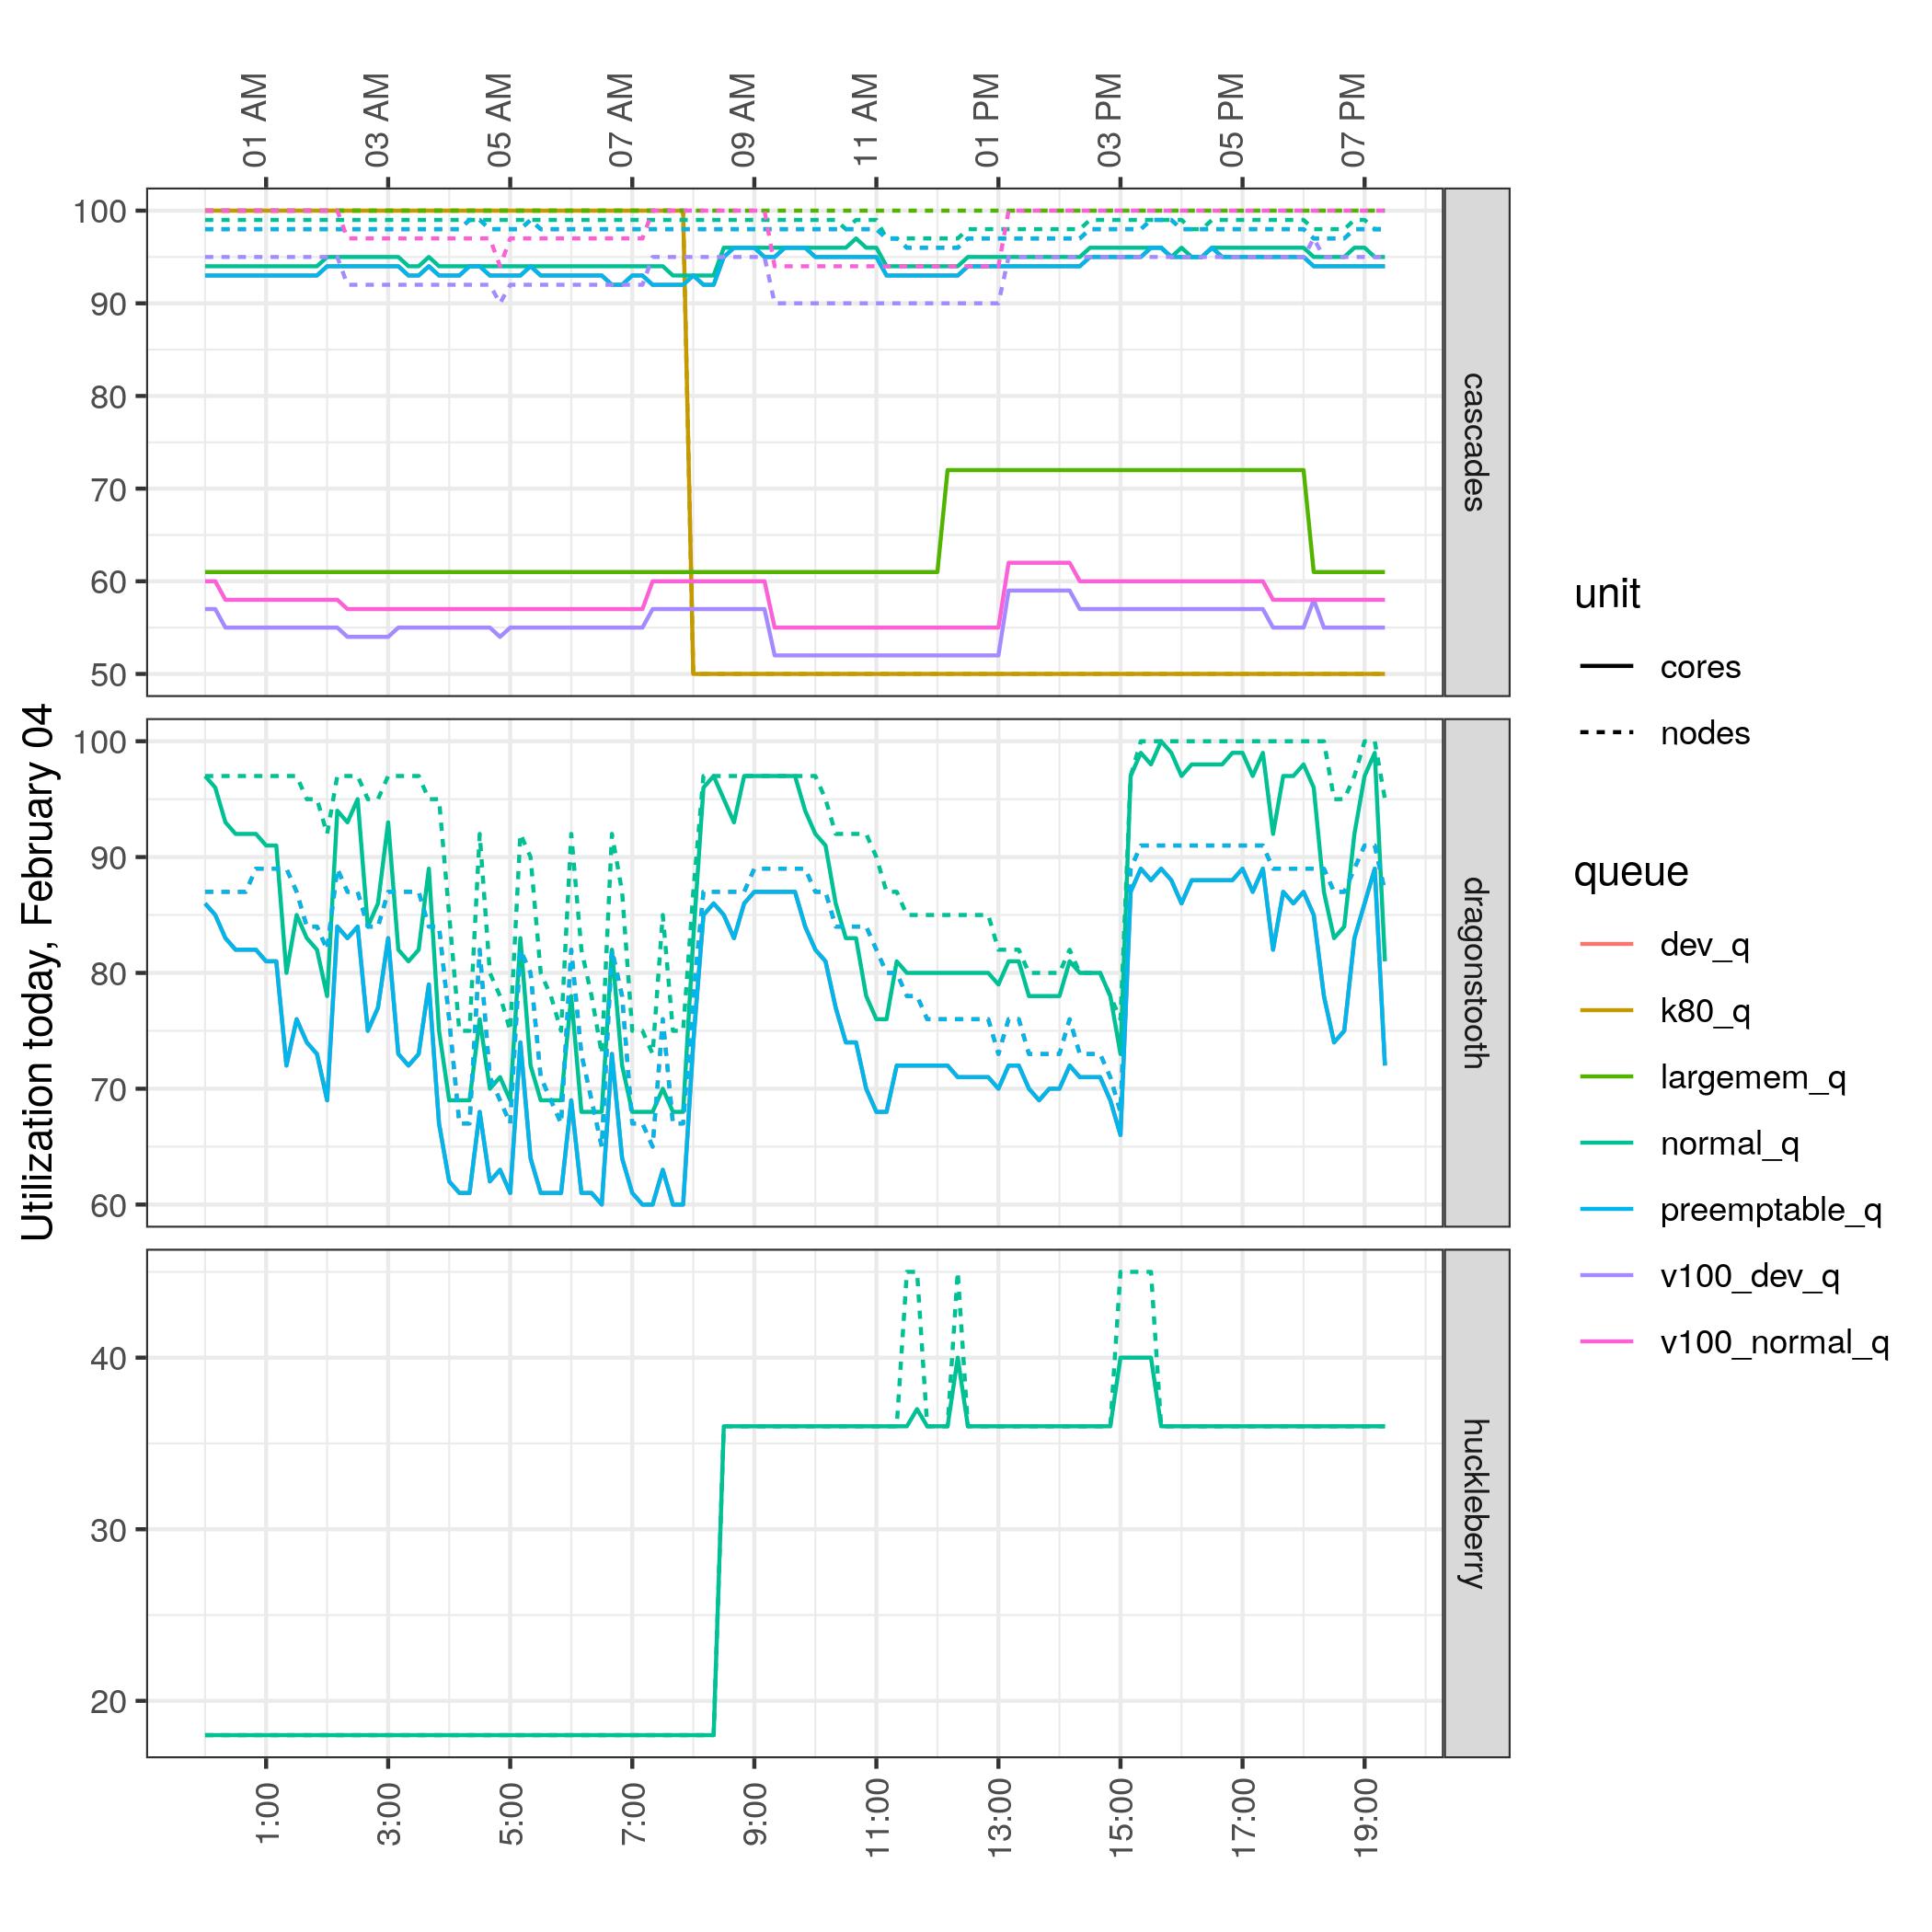 01 AM
03 AM
05 AM
07 AM
09 AM
11 AM
01 PM
03 PM
05 PM
07 PM
100
90
80
70
60
50
cascades
Utilization today, February 04
100
90
80
70
60
dragonstooth
40
30
20
huckleberry
1:00
3:00
5:00
7:00
9:00
11:00
13:00
15:00
17:00
19:00
unit
cores
nodes
queue
dev_q
k80_q
largemem_q
normal_q
preemptable_q
v100_dev_q
v100_normal_q